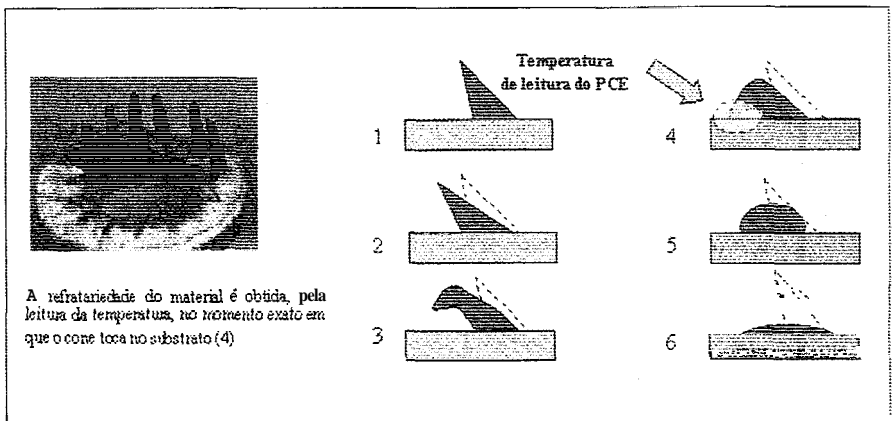 Temperatura
de leitura do PCE
1
4
2
5
3
6
A refratariedade do material é obtida, pela
leitura da temperatura, no momento exato em
que o cone toca no substrato (4)